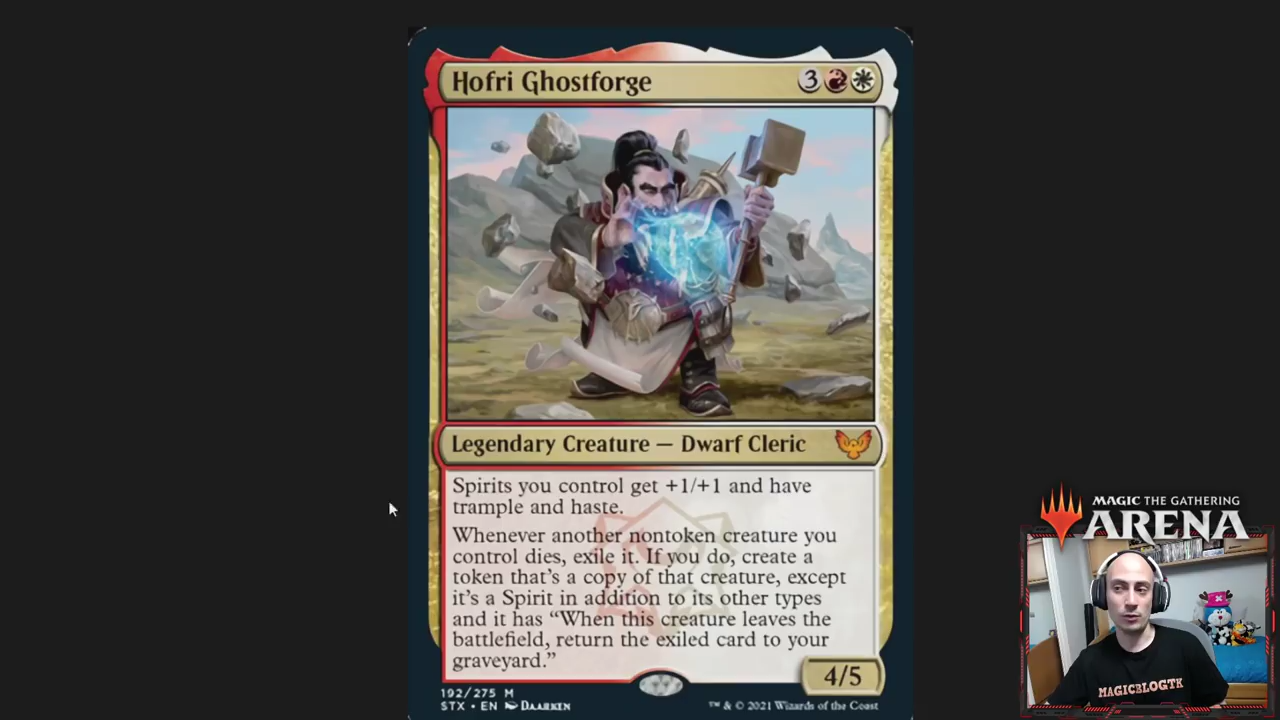 Hofri Ghostforge
3
Legendary Creature — Dwarf Cleric
Spirits you control get +1/+1 and have
trample and haste.
Whenever another nontoken creature you
control dies, exile it. If you do, create a
token that's a copy of that creature, except
it's a Spirit in addition to its other types
and it has “When this creature leaves the
battlefield, return the exiled card to your
graveyard.”
4/5
192/275 M
STX • EN DAARKEN
™ & © 2021 Wizards of the Coast
MAGIC THE GATHERING
ARENA
MAGICBLOGTK